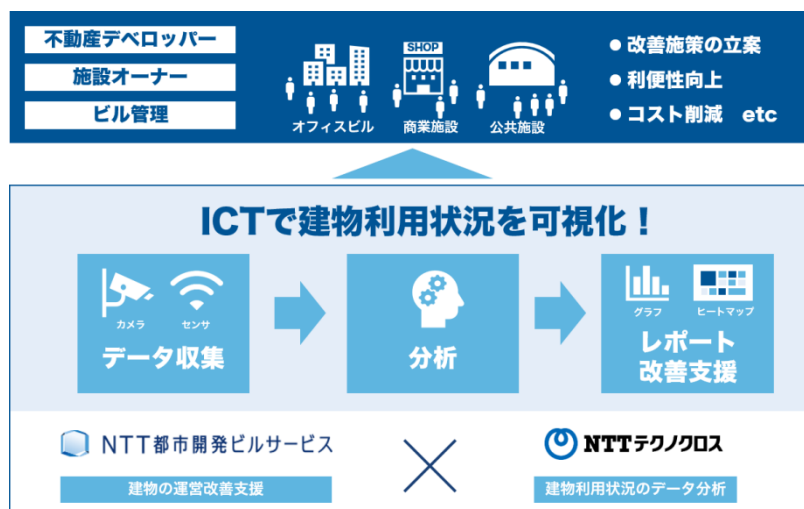 不動産デベロッパー
施設オーナー
ビル管理
SHOP
オフィスビル
商業施設
公共施設
● 改善施策の立案
● 利便性向上
● コスト削減 etc
ICTで建物利用状況を可視化！
カメラ
センサ
データ収集
分析
グラフ
ヒートマップ
レポート
改善支援
NTT都市開発ビルサービス
建物の運営改善支援
NTTテクノクロス
建物利用状況のデータ分析